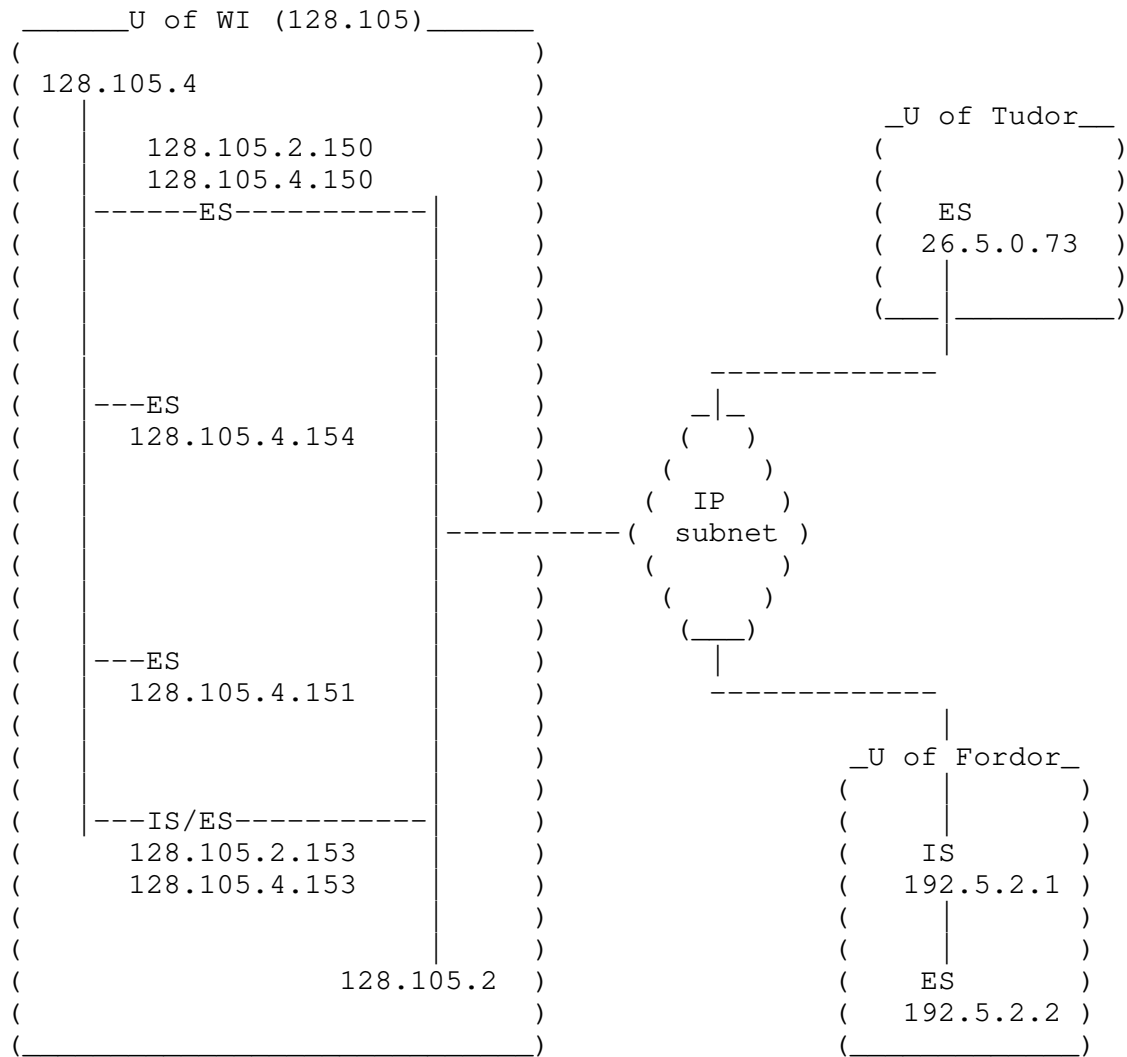 U of WI (128.105)
128.105.4
U of Tudor
128.105.2.150
128.105.4.150
ES
ES
26.5.0.73
ES
128.105.4.154
IP
subnet
ES
128.105.4.151
U of Fordor
IS/ES
128.105.2.153
IS
128.105.4.153
192.5.2.1
128.105.2
ES
192.5.2.2